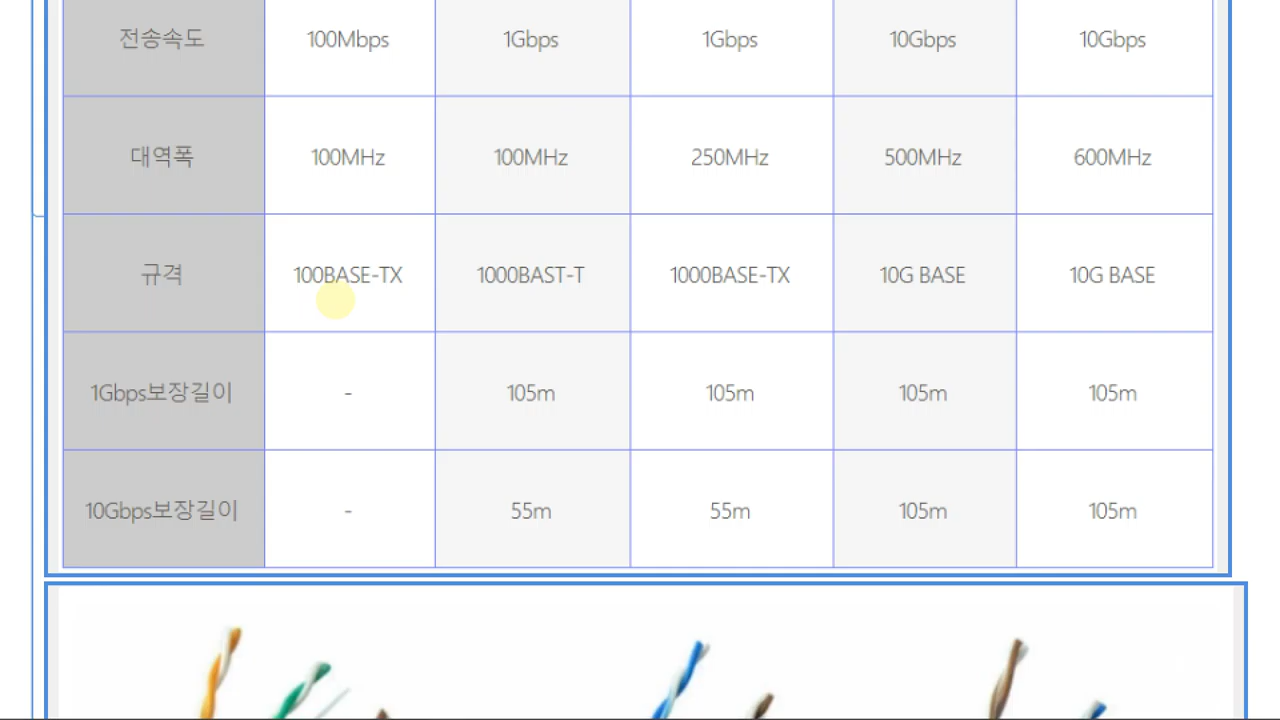 전송속도 100Mbps 1Gbps 1Gbps 10Gbps 10Gbps
대역폭 100MHz 100MHz 250MHz 500MHz 600MHz
규격 100BASE-TX 1000BAST-T 1000BASE-TX 10G BASE 10G BASE
1Gbps보장길이 - 105m 105m 105m 105m
10Gbps보장길이 - 55m 55m 105m 105m